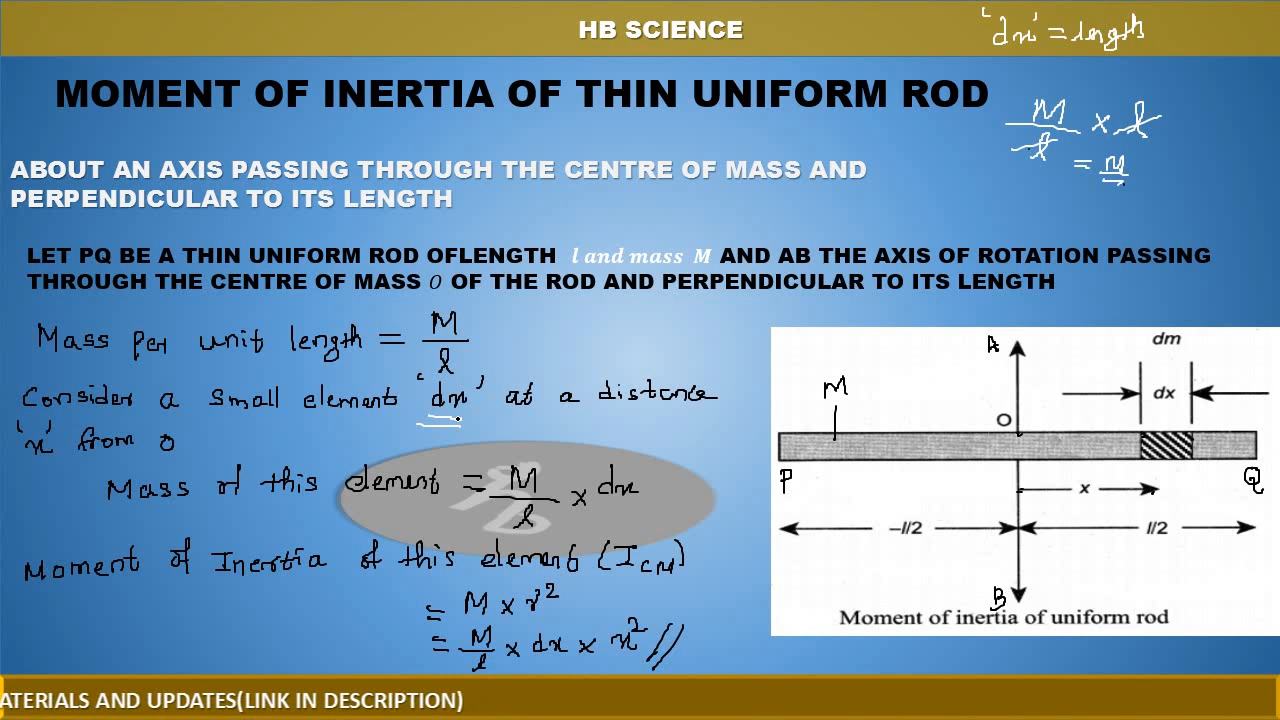 HB SCIENCE
'dx' = length
MOMENT OF INERTIA OF THIN UNIFORM ROD
M/l × l
= M
ABOUT AN AXIS PASSING THROUGH THE CENTRE OF MASS AND
PERPENDICULAR TO ITS LENGTH
LET PQ BE A THIN UNIFORM ROD OFLENGTH l and mass M AND AB THE AXIS OF ROTATION PASSING
THROUGH THE CENTRE OF MASS O OF THE ROD AND PERPENDICULAR TO ITS LENGTH
Mass per unit length = M/l
Consider a small element 'dx' at a distance
'x' from O
Mass of this element = M/l × dx
Moment of Inertia of this element (I_CM)
= M × r²
= M/l × dx × x² //
A
dm
M
dx
O
P
x
Q
–l/2
l/2
B
Moment of inertia of uniform rod
ATERIALS AND UPDATES(LINK IN DESCRIPTION)